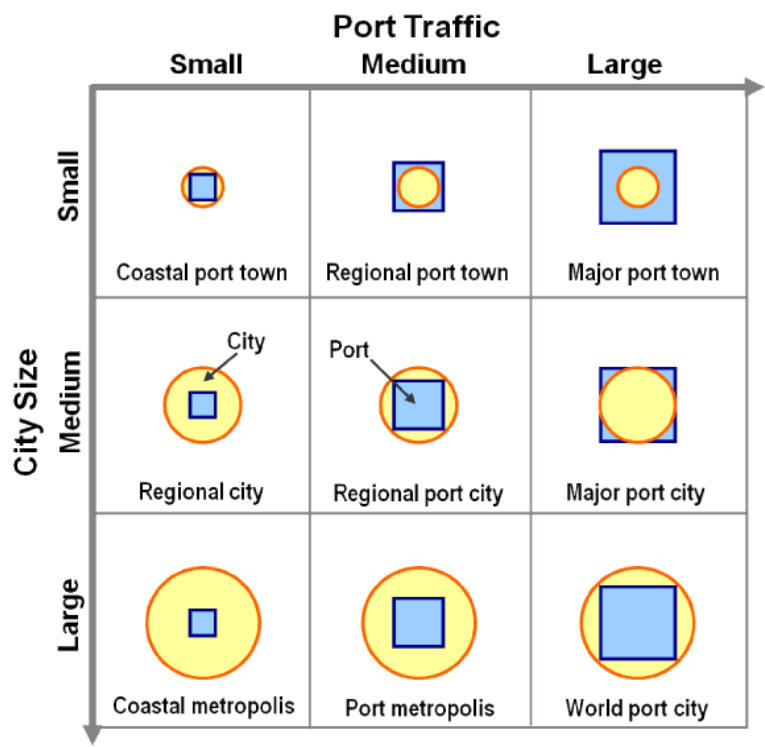 Port Traffic
Small Medium Large
Small
Coastal port town Regional port town Major port town
City Size
Medium
City
Port
Regional city Regional port city Major port city
Large
Coastal metropolis Port metropolis World port city